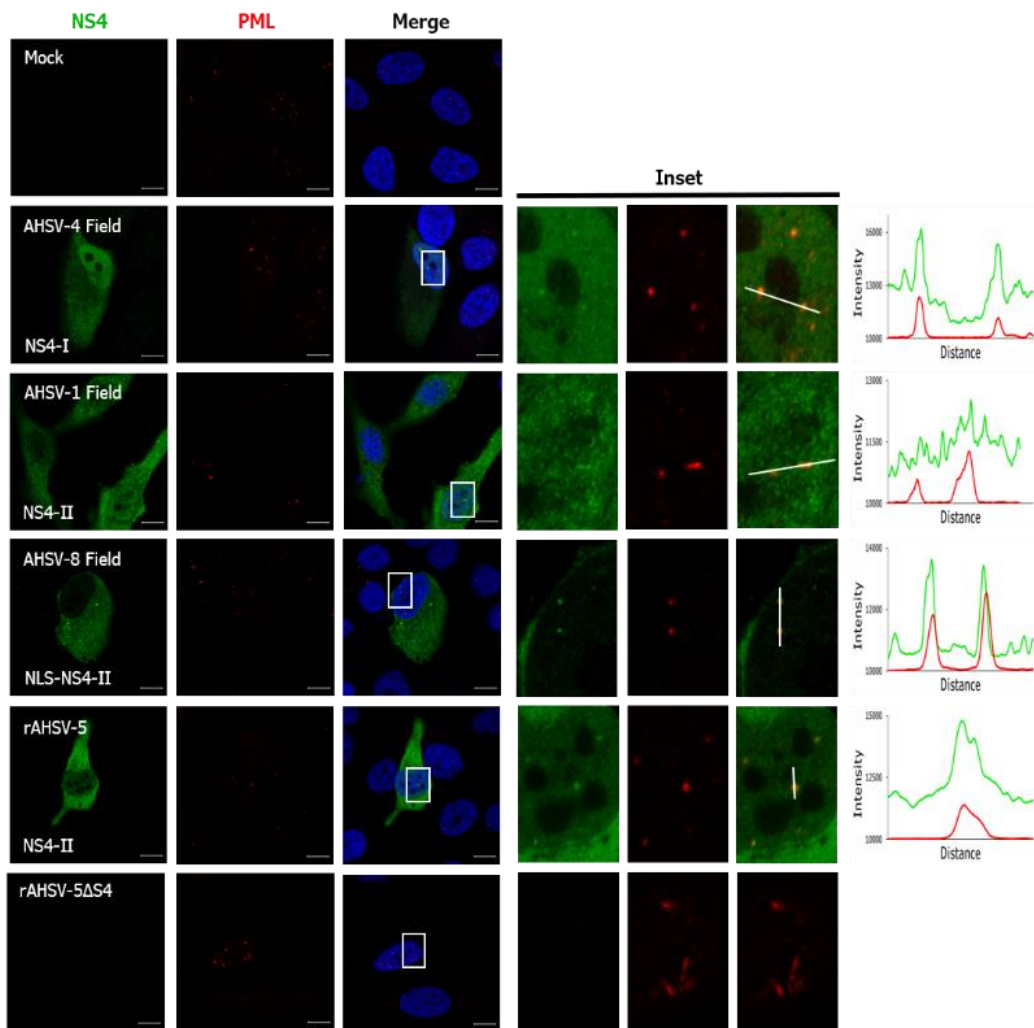 NS4 PML Merge
Mock
Inset
AHSV-4 Field
NS4-I
15000
13000
10000
Intensity
Distance
AHSV-1 Field
NS4-II
13000
11500
10000
Intensity
Distance
AHSV-8 Field
NLS-NS4-II
14000
12000
10000
Intensity
Distance
rAHSV-5
NS4-II
15000
12500
10000
Intensity
Distance
rAHSV-5ΔS4